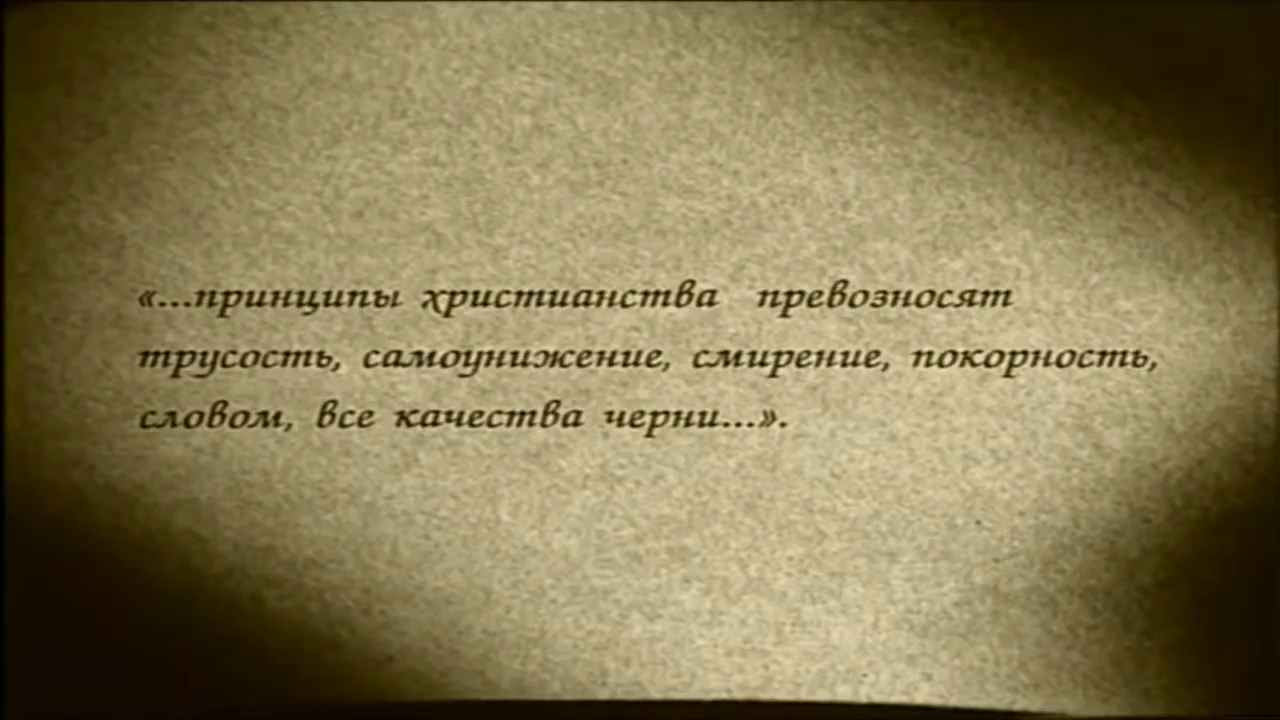 «...принципы христианства превозносят
трусость, самоунижение, смирение, покорность,
словом, все качества черни...».